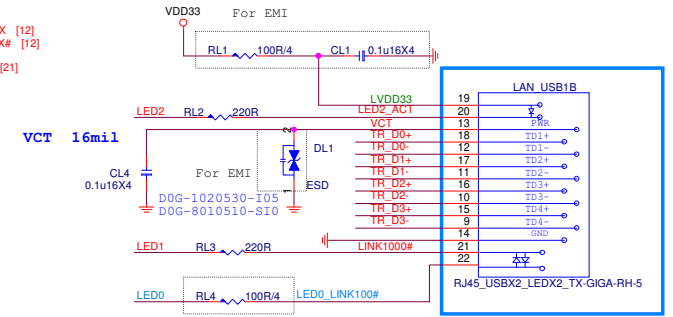 VDD33
For EMI
X [12]
X# [12]
[21]
RL1 100R/4 CL1 0.1u16X4
LAN_USB1B
LVDD33 19
LED2 RL2 220R LED2_ACT 20
VCT 13 PWR
VCT 16mil
2
TR_D0+ 18 TD1+
TR_D0- 12 TD1-
DL1
TR_D1+ 17 TD2+
TR_D1- 11 TD2-
CL4
0.1u16X4
For EMI
1
ESD
TR_D2+ 16 TD3+
TR_D2- 10 TD3-
D0G-1020530-I05
D0G-8010510-SI0
TR_D3+ 15 TD4+
TR_D3- 9 TD4-
14 GND
LED1 RL3 220R LINK1000# 21
22
RJ45_USBX2_LEDX2_TX-GIGA-RH-5
LED0 RL4 100R/4 LED0_LINK100#